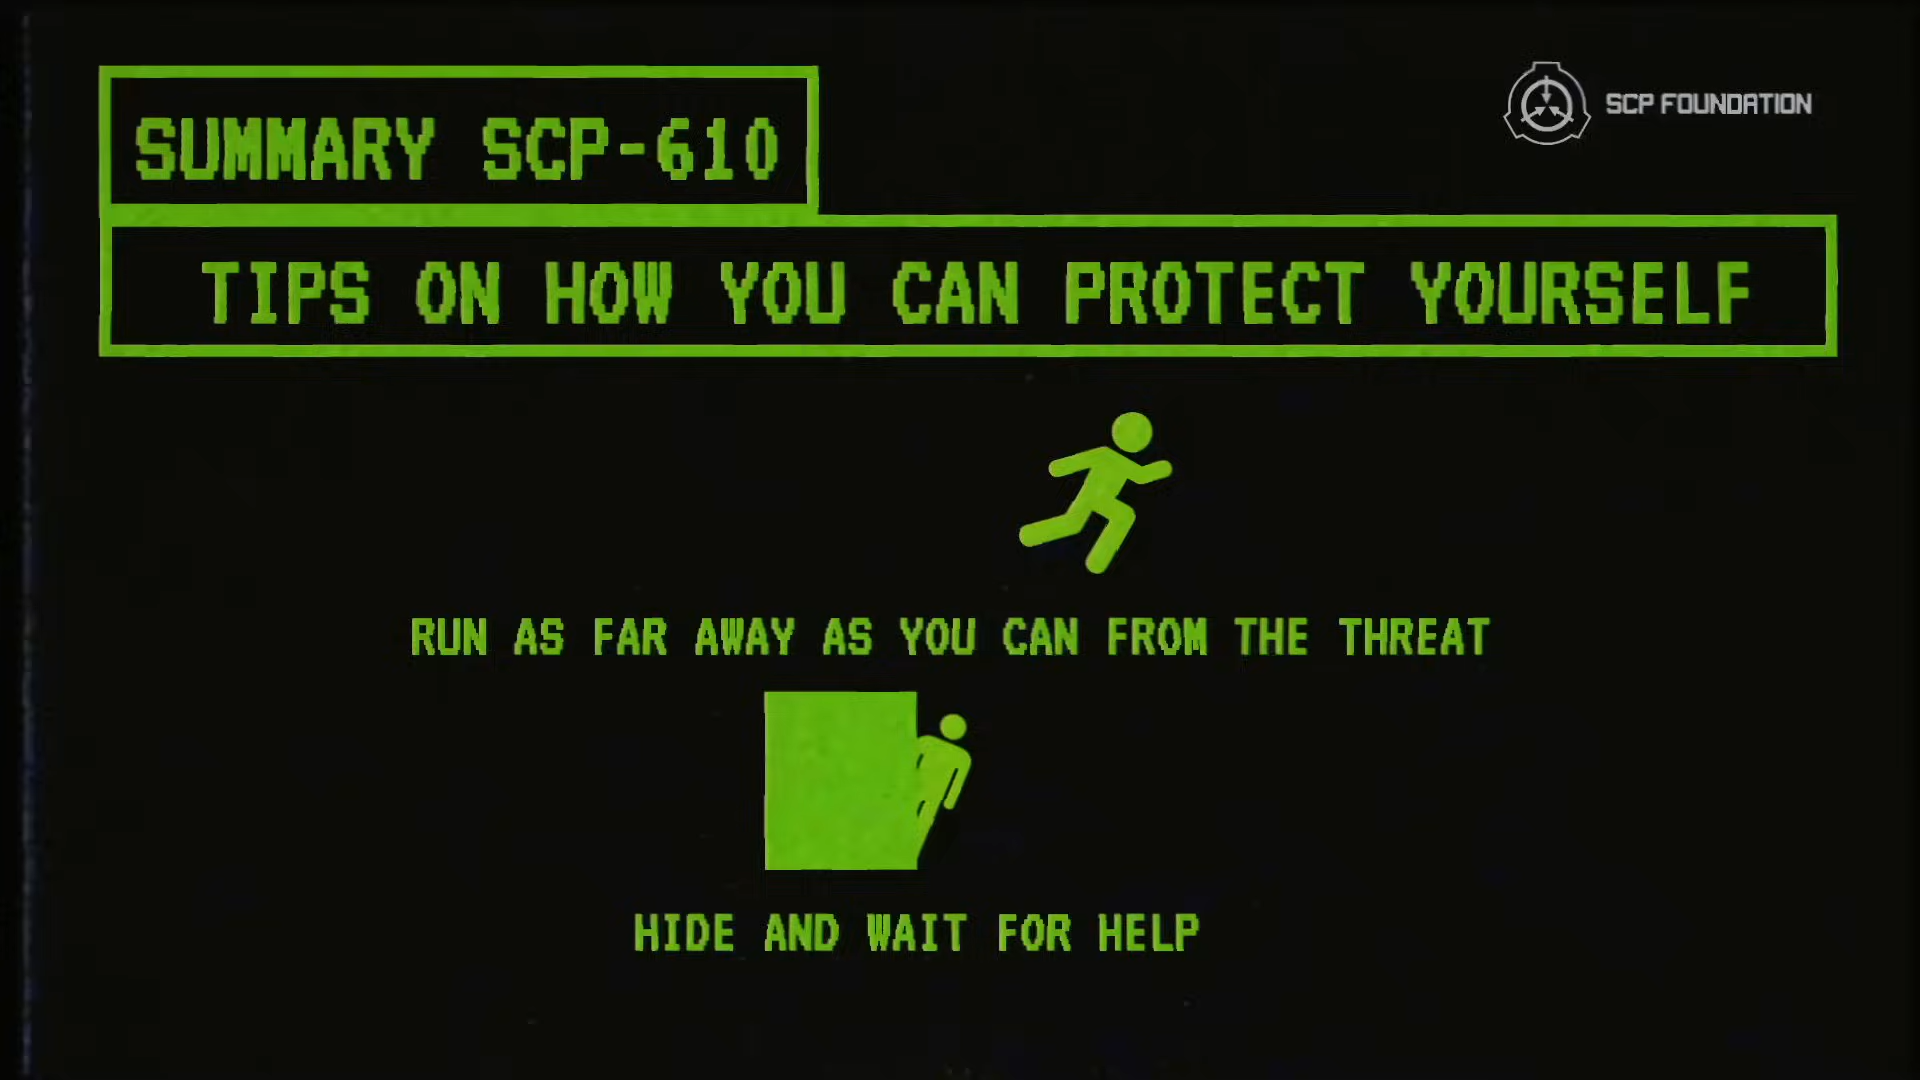 SCP FOUNDATION
SUMMARY SCP-610
TIPS ON HOW YOU CAN PROTECT YOURSELF
RUN AS FAR AWAY AS YOU CAN FROM THE THREAT
HIDE AND WAIT FOR HELP